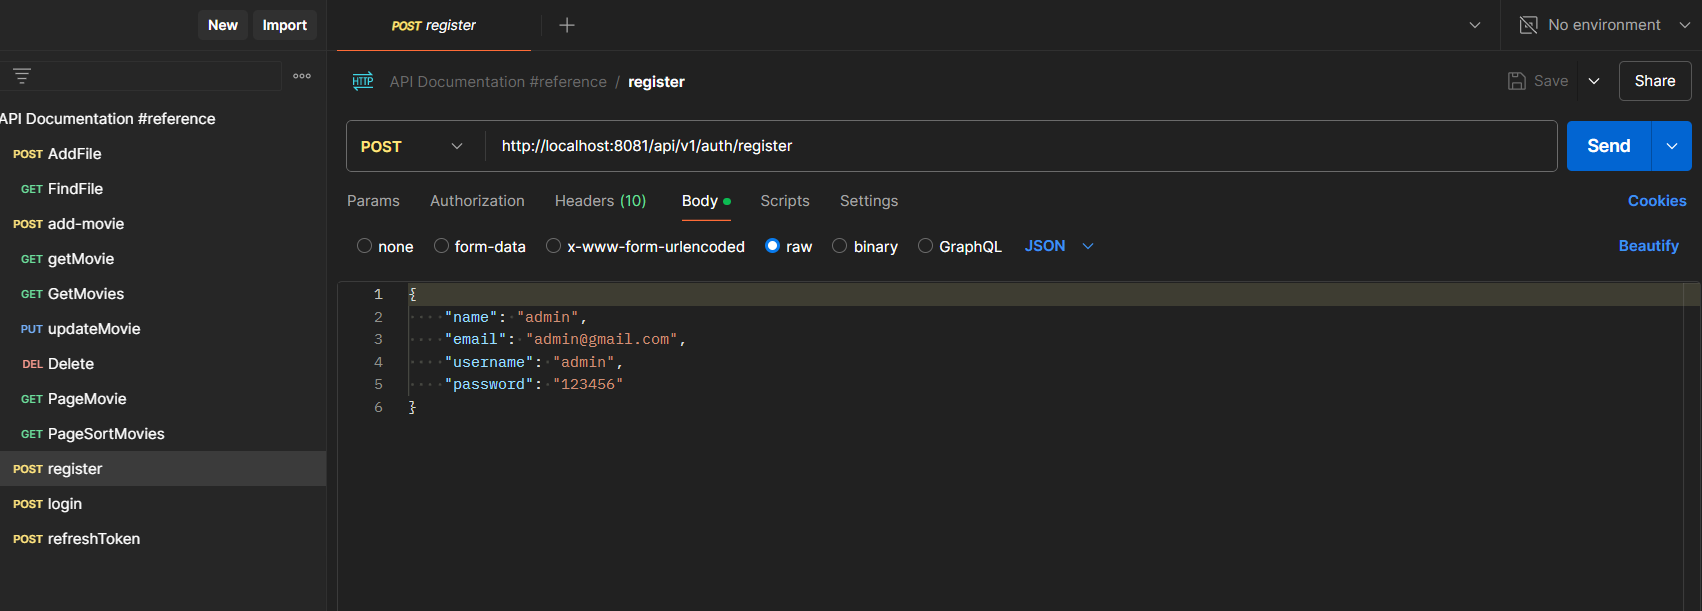 New Import
POST register
No environment
HTTP API Documentation #reference / register
Save
Share
API Documentation #reference
POST AddFile
GET FindFile
POST add-movie
GET getMovie
GET GetMovies
PUT updateMovie
DEL Delete
GET PageMovie
GET PageSortMovies
POST register
POST login
POST refreshToken
POST http://localhost:8081/api/v1/auth/register
Send
Params Authorization Headers (10) Body Scripts Settings
Cookies
none form-data x-www-form-urlencoded raw binary GraphQL JSON
Beautify
1 {
2 "name": "admin",
3 "email": "admin@gmail.com",
4 "username": "admin",
5 "password": "123456"
6 }